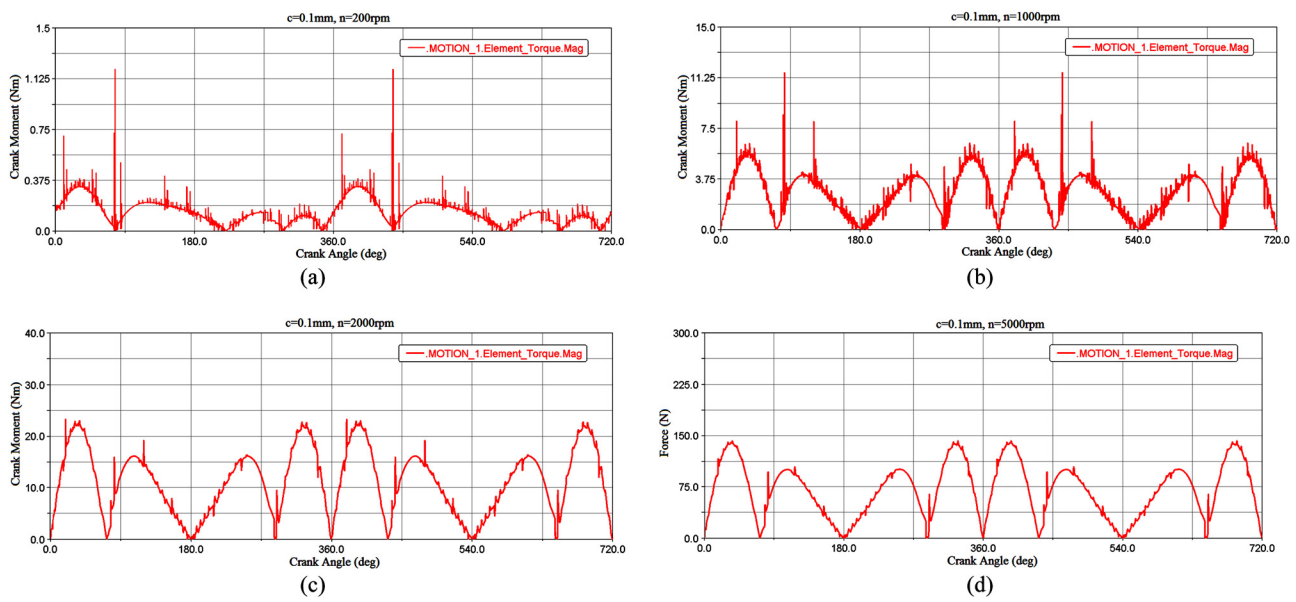 c=0.1mm, n=200rpm
1.5
1.125
0.75
0.375
0.0
Crank Moment (Nm)
.MOTION_1.Element_Torque.Mag
0.0 180.0 360.0 540.0 720.0
Crank Angle (deg)
(a)
c=0.1mm, n=1000rpm
15.0
11.25
7.5
3.75
0.0
Crank Moment (Nm)
.MOTION_1.Element_Torque.Mag
0.0 180.0 360.0 540.0 720.0
Crank Angle (deg)
(b)
c=0.1mm, n=2000rpm
40.0
30.0
20.0
10.0
0.0
Crank Moment (Nm)
.MOTION_1.Element_Torque.Mag
0.0 180.0 360.0 540.0 720.0
Crank Angle (deg)
(c)
c=0.1mm, n=5000rpm
300.0
225.0
150.0
75.0
0.0
Force (N)
.MOTION_1.Element_Torque.Mag
0.0 180.0 360.0 540.0 720.0
Crank Angle (deg)
(d)